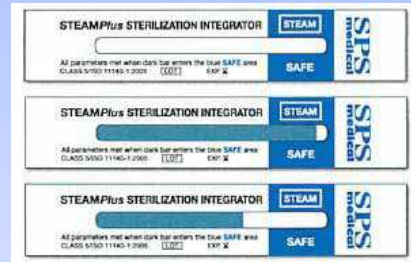 STEAMPlus STERILIZATION INTEGRATOR STEAM
All parameters met when dark bar enters the blue SAFE area
CLASS 5/ISO 11140-1:2005 LOT EXP SAFE
SPS medical
STEAMPlus STERILIZATION INTEGRATOR STEAM
All parameters met when dark bar enters the blue SAFE area
CLASS 5/ISO 11140-1:2005 LOT EXP SAFE
SPS medical
STEAMPlus STERILIZATION INTEGRATOR STEAM
All parameters met when dark bar enters the blue SAFE area
CLASS 5/ISO 11140-1:2005 LOT EXP SAFE
SPS medical